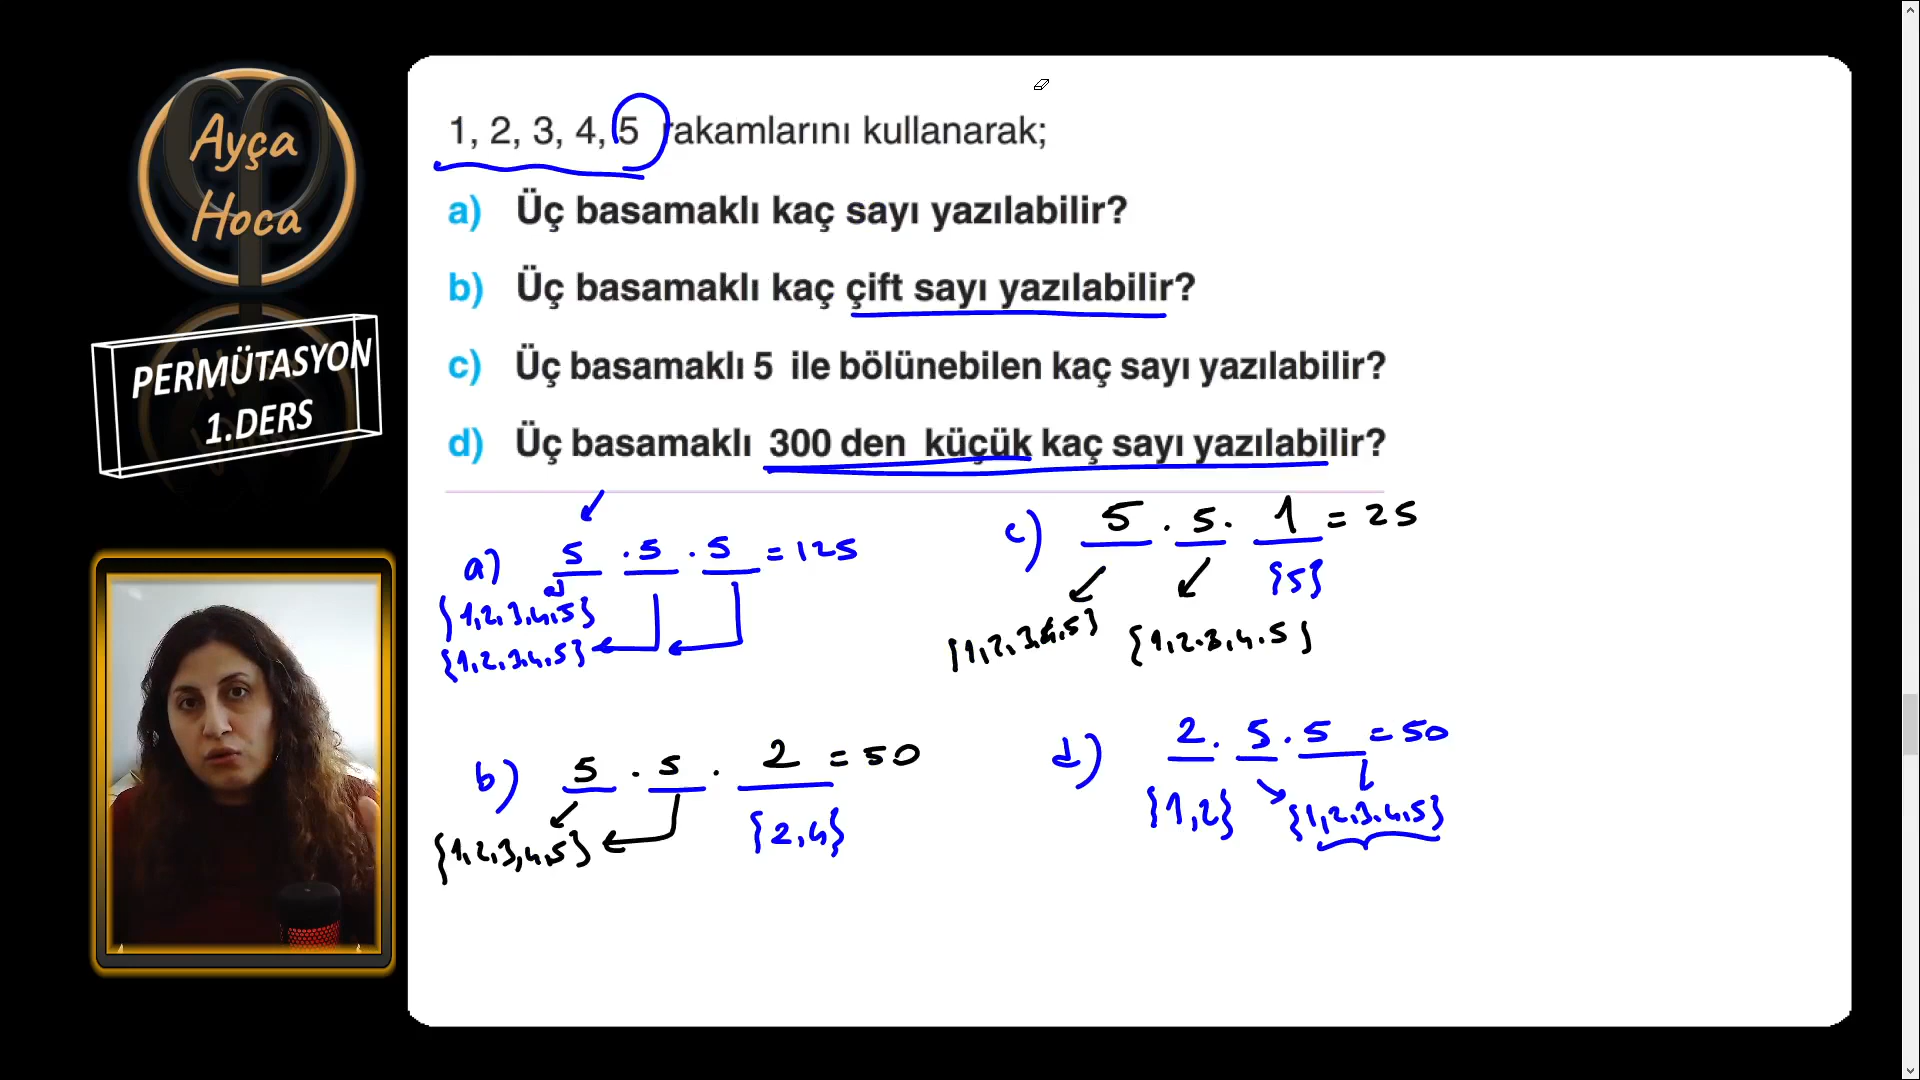 Ayça
Hoca
PERMÜTASYON
1.DERS
1, 2, 3, 4, 5 rakamlarını kullanarak;
a) Üç basamaklı kaç sayı yazılabilir?
b) Üç basamaklı kaç çift sayı yazılabilir?
c) Üç basamaklı 5 ile bölünebilen kaç sayı yazılabilir?
d) Üç basamaklı 300 den küçük kaç sayı yazılabilir?
a) 5 . 5 . 5 = 125
{1,2,3,4,5}
{1,2,3,4,5}
b) 5 . 5 . 2 = 50
{1,2,3,4,5} {2,4}
c) 5 . 5 . 1 = 25
{5}
{1,2,3,4,5} {1,2,3,4,5}
d) 2 . 5 . 5 = 50
{1,2} {1,2,3,4,5}